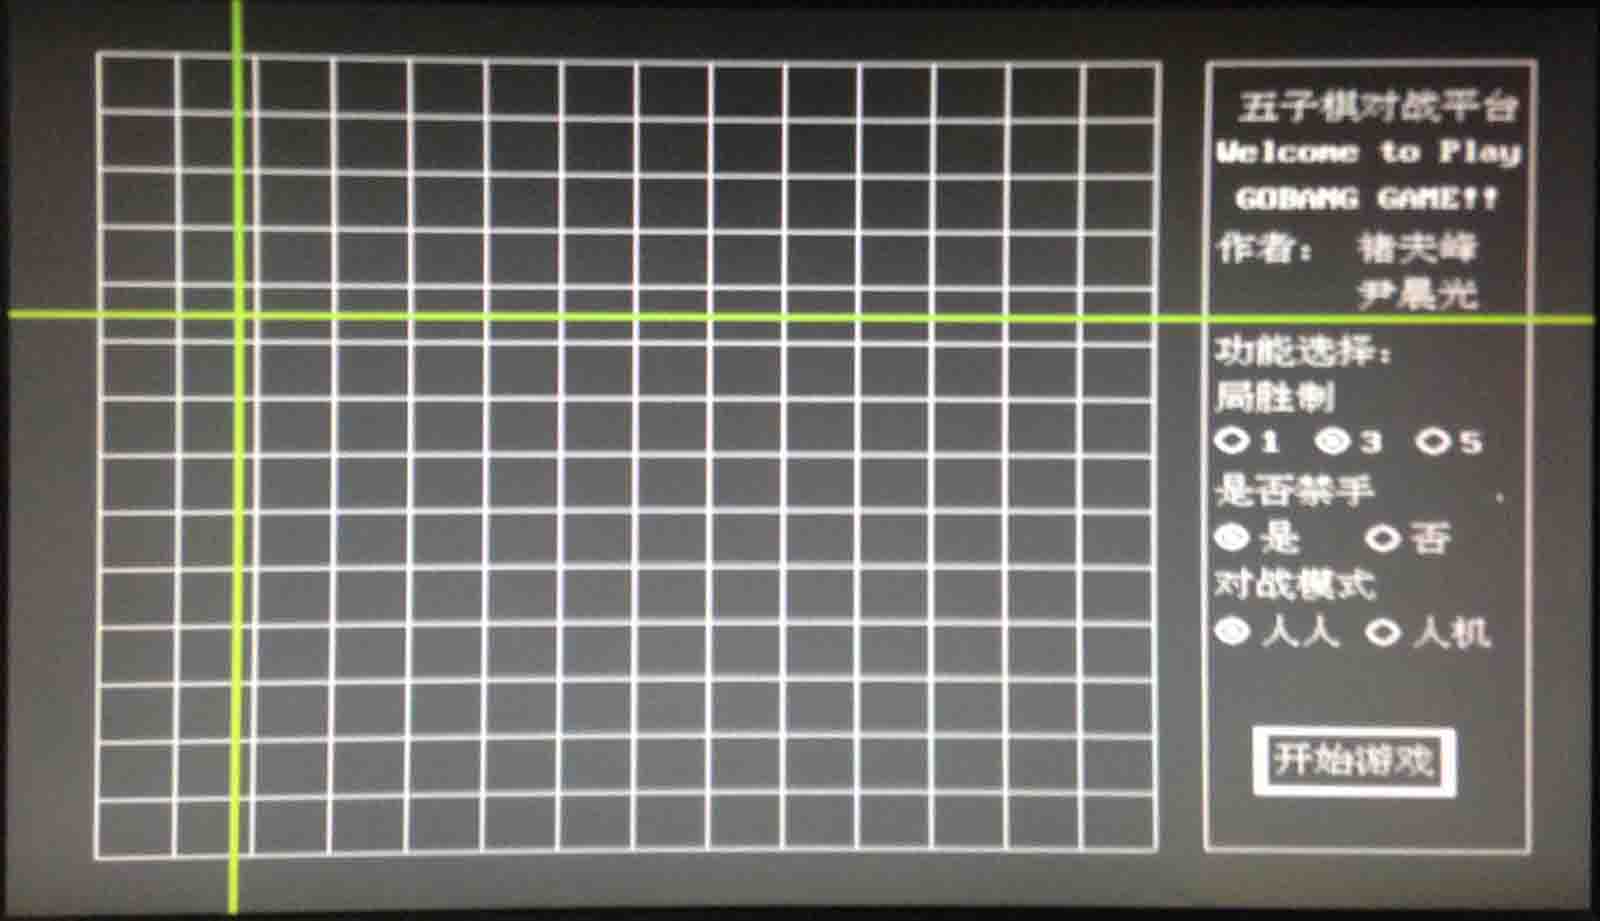 五子棋对战平台
Welcome to Play
GOBANG GAME!!
作者: 褚夫峰
尹晨光
功能选择:
局胜制
1 3 5
是否禁手
是 否
对战模式
人人 人机
开始游戏